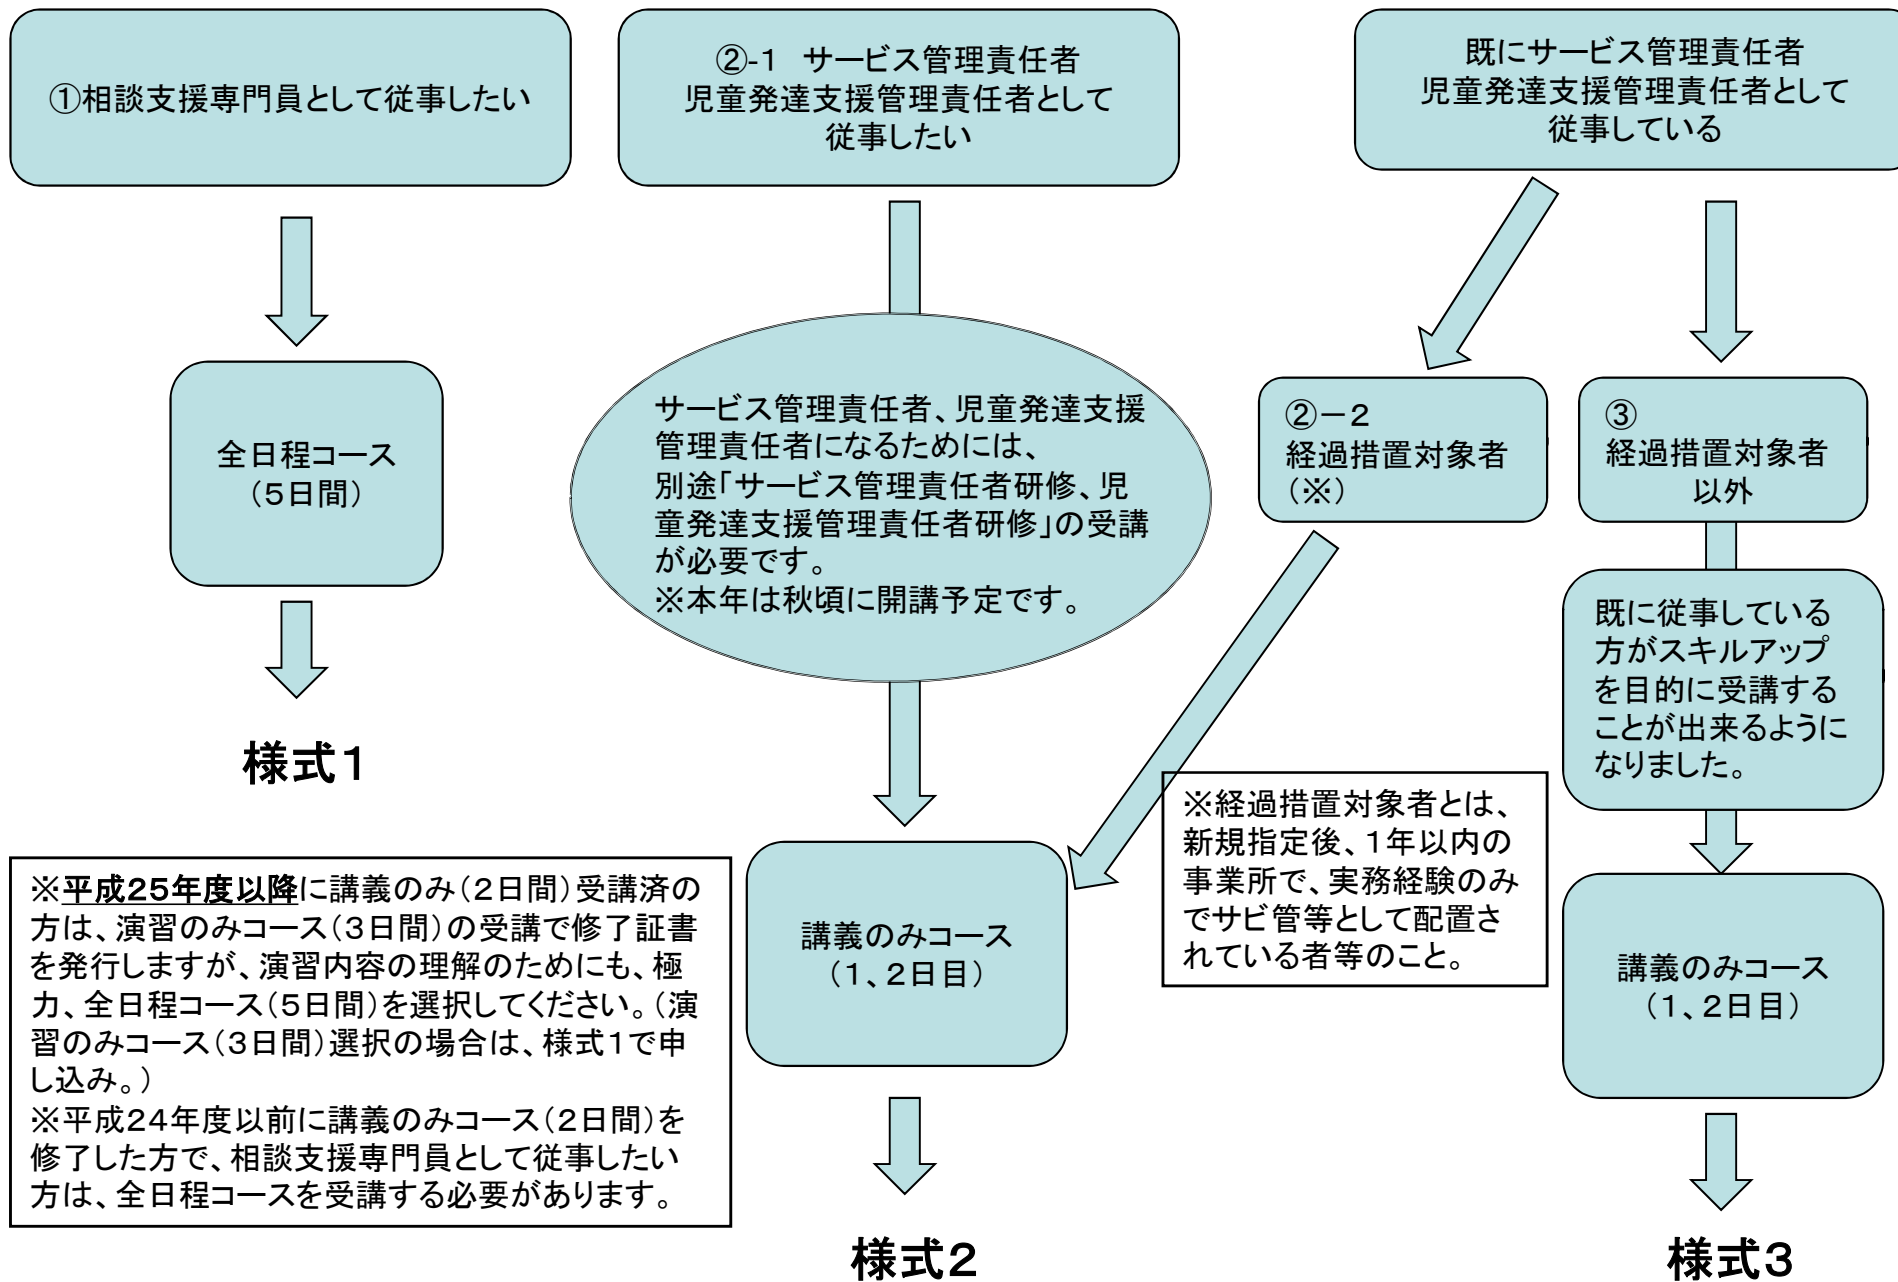 ①相談支援専門員として従事したい
②-1　サービス管理責任者
児童発達支援管理責任者として
従事したい
既にサービス管理責任者
児童発達支援管理責任者として
従事している
全日程コース
（５日間）
様式１
サービス管理責任者、児童発達支援
管理責任者になるためには、
別途「サービス管理責任者研修、児
童発達支援管理責任者研修」の受講
が必要です。
※本年は秋頃に開講予定です。
②－２
経過措置対象者
（※）
③
経過措置対象者
以外
既に従事している
方がスキルアップ
を目的に受講する
ことが出来るように
なりました。
※経過措置対象者とは、
新規指定後、１年以内の
事業所で、実務経験のみ
でサビ管等として配置さ
れている者等のこと。
※平成２５年度以降に講義のみ（２日間）受講済の
方は、演習のみコース（３日間）の受講で修了証書
を発行しますが、演習内容の理解のためにも、極
力、全日程コース（５日間）を選択してください。（演
習のみコース（３日間）選択の場合は、様式１で申
し込み。）
※平成２４年度以前に講義のみコース（２日間）を
修了した方で、相談支援専門員として従事したい
方は、全日程コースを受講する必要があります。
講義のみコース
（１、２日目）
様式２
講義のみコース
（１、２日目）
様式３